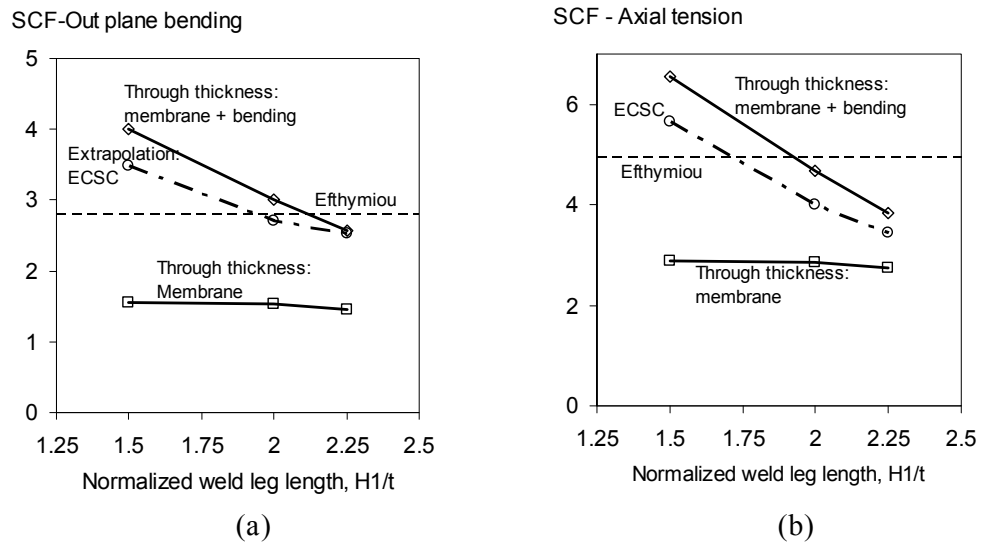 SCF-Out plane bending
5
4
3
2
1
0
Through thickness:
membrane + bending
Extrapolation:
ECSC
Efthymiou
Through thickness:
Membrane
1.25 1.5 1.75 2 2.25 2.5
Normalized weld leg length, H1/t
(a)
SCF - Axial tension
6
4
2
0
Through thickness:
membrane + bending
ECSC
Efthymiou
Through thickness:
membrane
1.25 1.5 1.75 2 2.25 2.5
Normalized weld leg length, H1/t
(b)